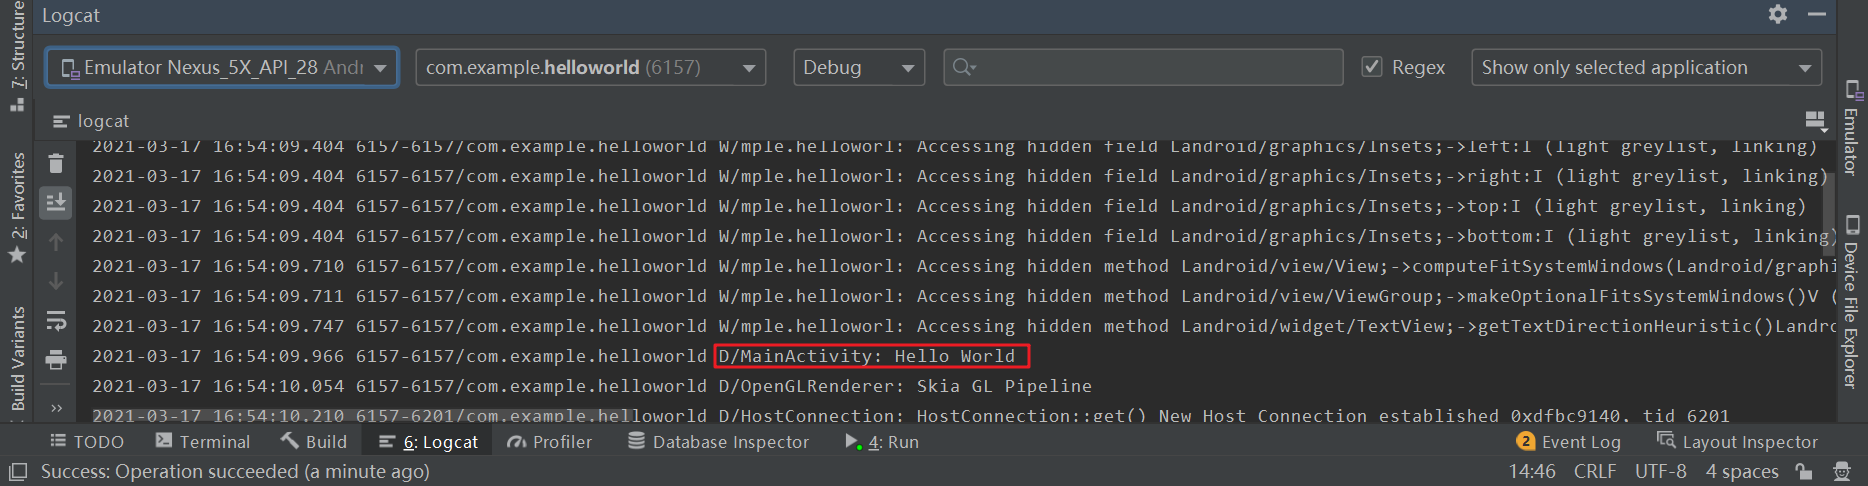 Logcat
7: Structure
2: Favorites
Build Variants
Emulator Nexus_5X_API_28 Andr
com.example.helloworld (6157)
Debug
Regex
Show only selected application
logcat
2021-03-17 16:54:09.404 6157-6157/com.example.helloworld W/mple.helloworl: Accessing hidden field Landroid/graphics/Insets;->left:I (light greylist, linking)
2021-03-17 16:54:09.404 6157-6157/com.example.helloworld W/mple.helloworl: Accessing hidden field Landroid/graphics/Insets;->right:I (light greylist, linking)
2021-03-17 16:54:09.404 6157-6157/com.example.helloworld W/mple.helloworl: Accessing hidden field Landroid/graphics/Insets;->top:I (light greylist, linking)
2021-03-17 16:54:09.404 6157-6157/com.example.helloworld W/mple.helloworl: Accessing hidden field Landroid/graphics/Insets;->bottom:I (light greylist, linking)
2021-03-17 16:54:09.710 6157-6157/com.example.helloworld W/mple.helloworl: Accessing hidden method Landroid/view/View;->computeFitSystemWindows(Landroid/graphi
2021-03-17 16:54:09.711 6157-6157/com.example.helloworld W/mple.helloworl: Accessing hidden method Landroid/view/ViewGroup;->makeOptionalFitsSystemWindows()V (
2021-03-17 16:54:09.747 6157-6157/com.example.helloworld W/mple.helloworl: Accessing hidden method Landroid/widget/TextView;->getTextDirectionHeuristic()Landro
2021-03-17 16:54:09.966 6157-6157/com.example.helloworld D/MainActivity: Hello World
2021-03-17 16:54:10.054 6157-6157/com.example.helloworld D/OpenGLRenderer: Skia GL Pipeline
2021-03-17 16:54:10.210 6157-6201/com.example.helloworld D/HostConnection: HostConnection::get() New Host Connection established 0xdfbc9140, tid 6201
Emulator
Device File Explorer
TODO
Terminal
Build
6: Logcat
Profiler
Database Inspector
4: Run
2 Event Log
Layout Inspector
Success: Operation succeeded (a minute ago)
14:46 CRLF UTF-8 4 spaces